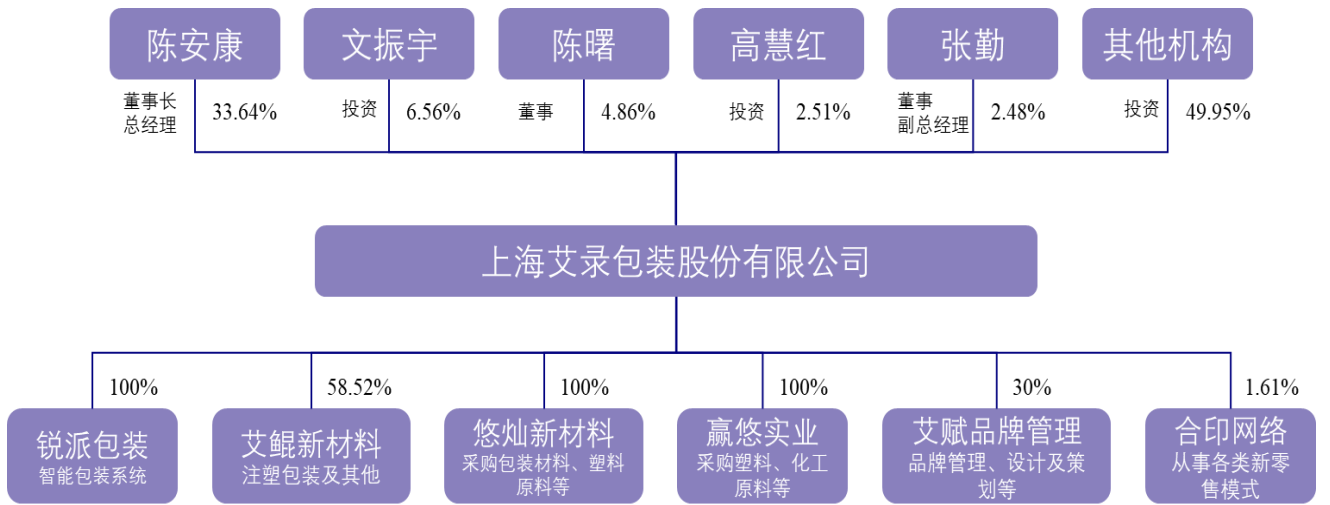 陈安康 文振宇 陈曙 高慧红 张勤 其他机构
董事长
总经理
33.64%
投资 6.56%
董事 4.86%
投资 2.51%
董事
副总经理
2.48%
投资 49.95%
上海艾录包装股份有限公司
100% 58.52% 100% 100% 30% 1.61%
锐派包装
智能包装系统
艾鲲新材料
注塑包装及其他
悠灿新材料
采购包装材料、塑料
原料等
赢悠实业
采购塑料、化工
原料等
艾赋品牌管理
品牌管理、设计及策
划等
合印网络
从事各类新零
售模式